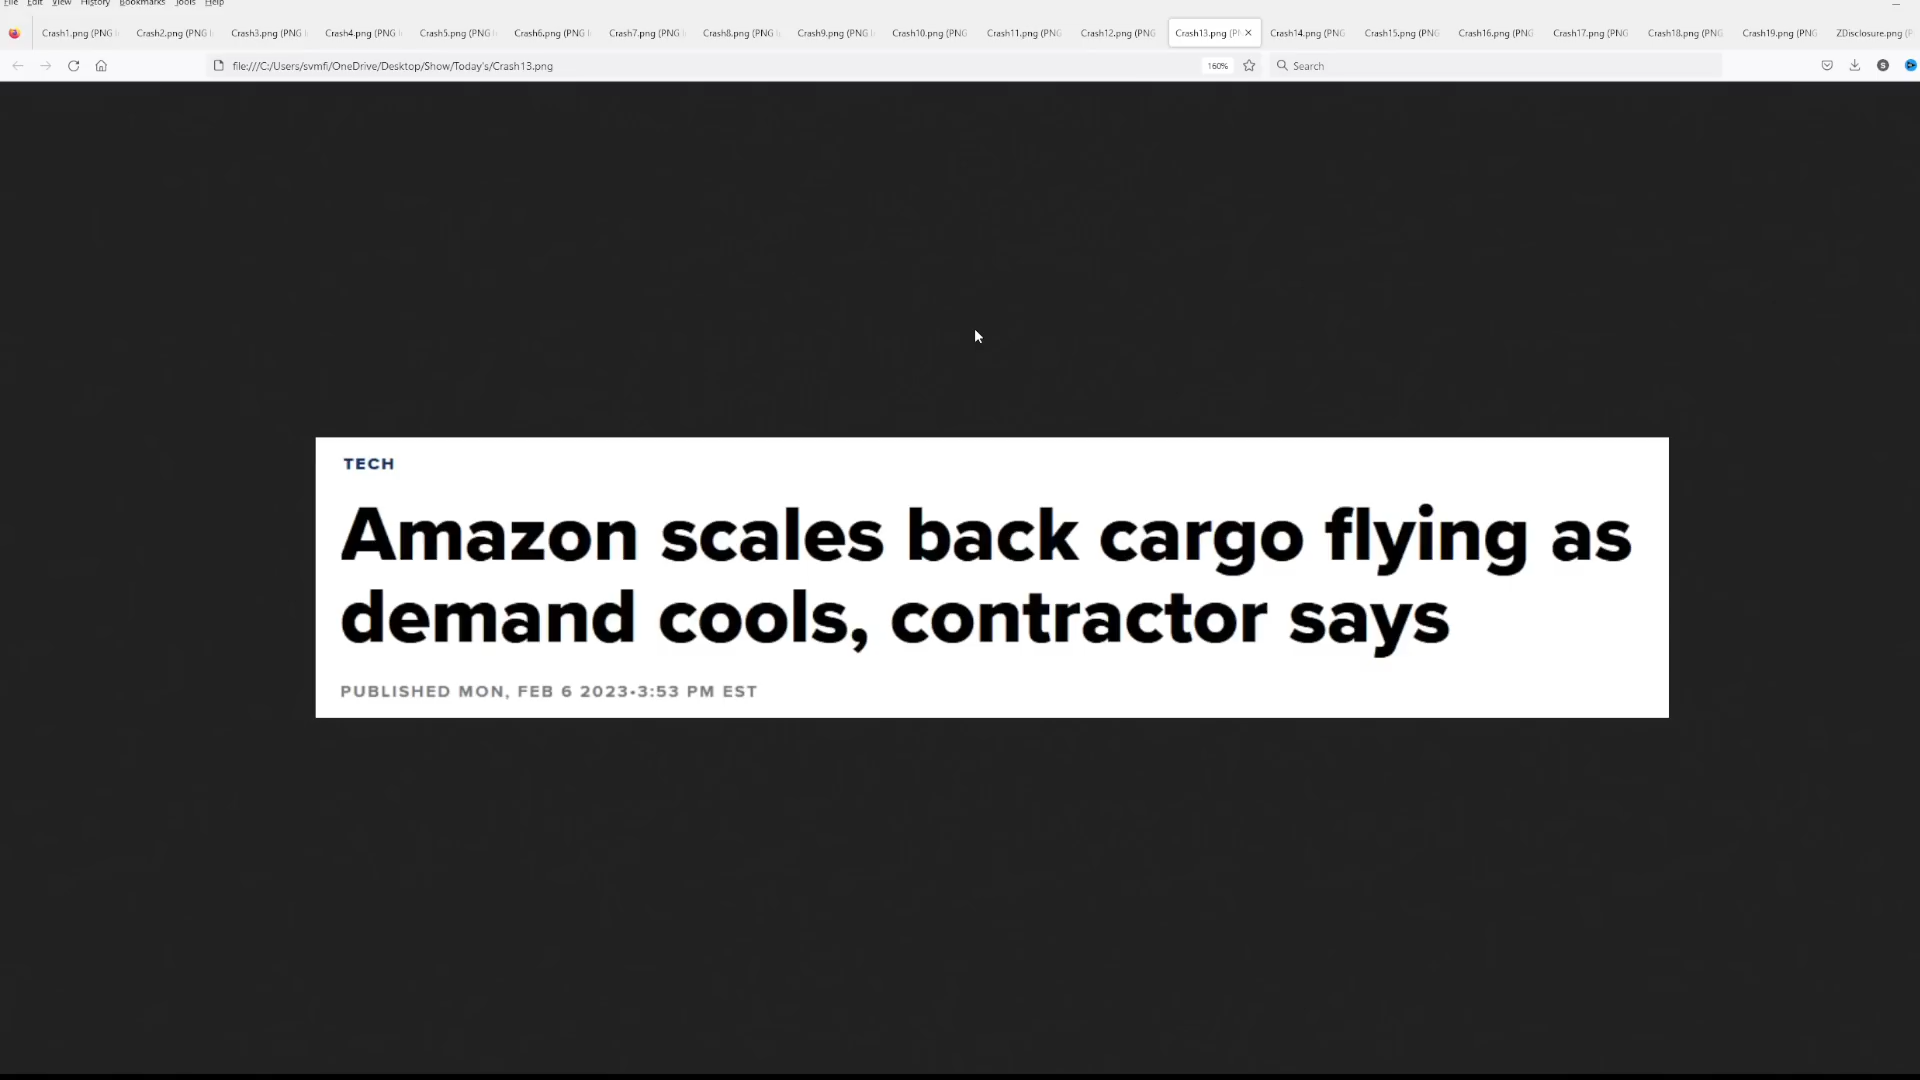 File Edit View History Bookmarks Tools Help
Crash1.png (PNG Crash2.png (PNG Crash3.png (PNG Crash4.png (PNG Crash5.png (PNG Crash6.png (PNG Crash7.png (PNG Crash8.png (PNG Crash9.png (PNG Crash10.png (PNG Crash11.png (PNG Crash12.png (PNG Crash13.png (P Crash14.png (PNG Crash15.png (PNG Crash16.png (PNG Crash17.png (PNG Crash18.png (PNG Crash19.png (PNG ZDisclosure.png (P
file:///C:/Users/svmfi/OneDrive/Desktop/Show/Today's/Crash13.png 160% Search S
TECH
Amazon scales back cargo flying as
demand cools, contractor says
PUBLISHED MON, FEB 6 2023•3:53 PM EST